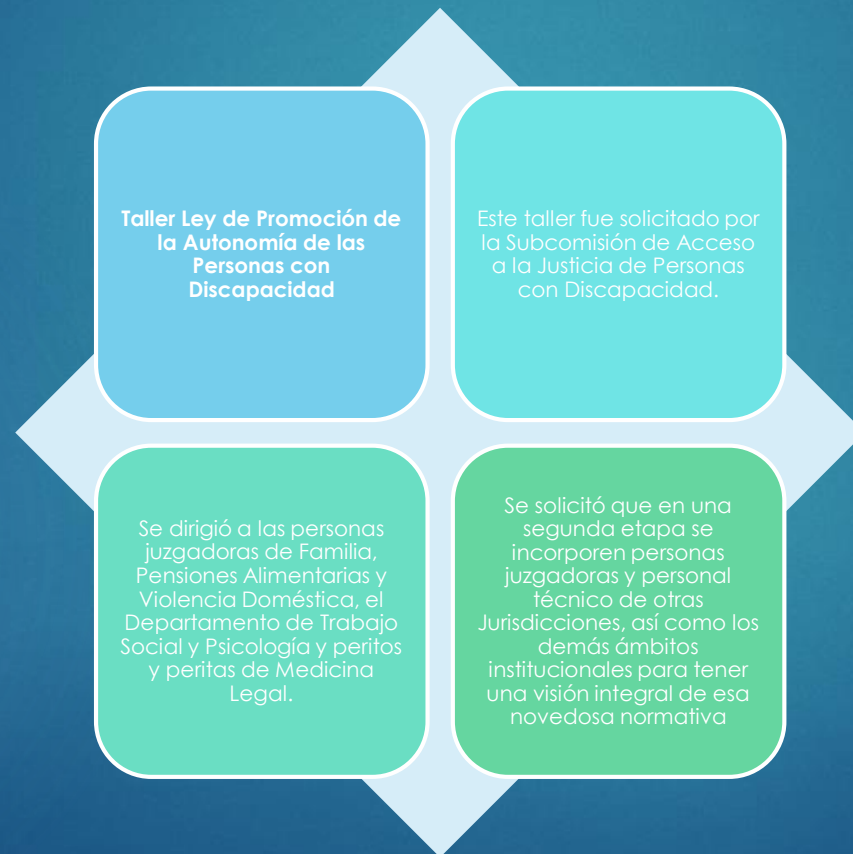 Taller Ley de Promoción de
la Autonomía de las
Personas con
Discapacidad
Este taller fue solicitado por
la Subcomisión de Acceso
a la Justicia de Personas
con Discapacidad.
Se dirigió a las personas
juzgadoras de Familia,
Pensiones Alimentarias y
Violencia Doméstica, el
Departamento de Trabajo
Social y Psicología y peritos
y peritas de Medicina
Legal.
Se solicitó que en una
segunda etapa se
incorporen personas
juzgadoras y personal
técnico de otras
Jurisdicciones, así como los
demás ámbitos
institucionales para tener
una visión integral de esa
novedosa normativa